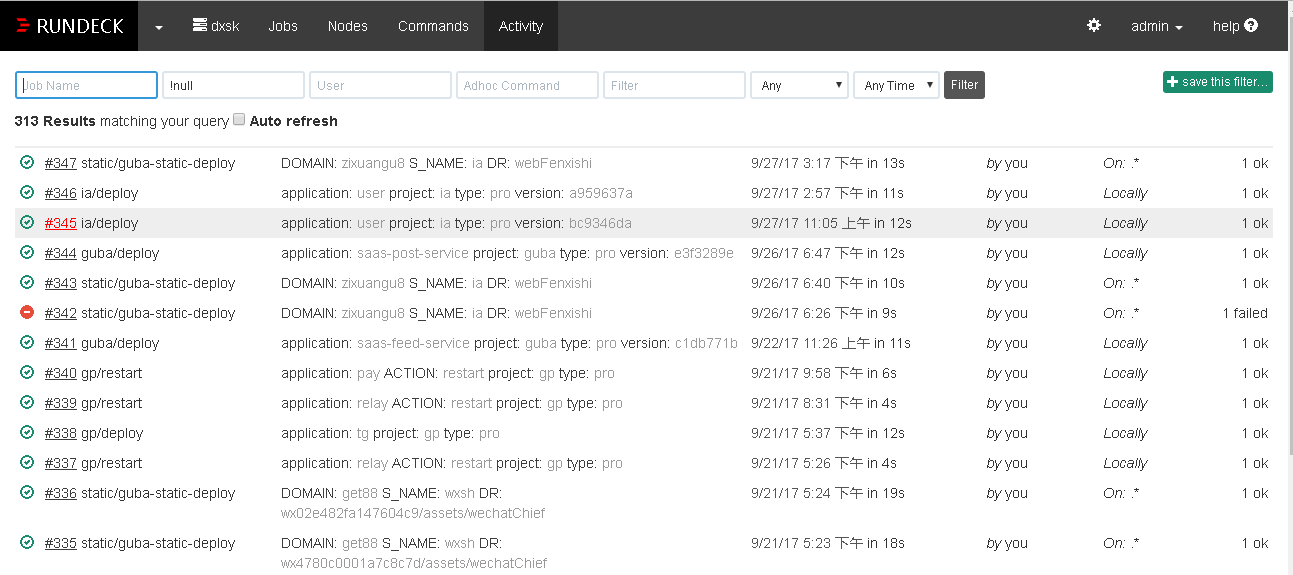 RUNDECK dxsk Jobs Nodes Commands Activity admin help
Job Name !null User Adhoc Command Filter Any Any Time Filter save this filter...
313 Results matching your query Auto refresh
#347 static/guba-static-deploy DOMAIN: zixuangu8 S_NAME: ia DR: webFenxishi 9/27/17 3:17 下午 in 13s by you On: .* 1 ok
#346 ia/deploy application: user project: ia type: pro version: a959637a 9/27/17 2:57 下午 in 11s by you Locally 1 ok
#345 ia/deploy application: user project: ia type: pro version: bc9346da 9/27/17 11:05 上午 in 12s by you Locally 1 ok
#344 guba/deploy application: saas-post-service project: guba type: pro version: e3f3289e 9/26/17 6:47 下午 in 12s by you Locally 1 ok
#343 static/guba-static-deploy DOMAIN: zixuangu8 S_NAME: ia DR: webFenxishi 9/26/17 6:40 下午 in 10s by you On: .* 1 ok
#342 static/guba-static-deploy DOMAIN: zixuangu8 S_NAME: ia DR: webFenxishi 9/26/17 6:26 下午 in 9s by you On: .* 1 failed
#341 guba/deploy application: saas-feed-service project: guba type: pro version: c1db771b 9/22/17 11:26 上午 in 11s by you Locally 1 ok
#340 gp/restart application: pay ACTION: restart project: gp type: pro 9/21/17 9:58 下午 in 6s by you Locally 1 ok
#339 gp/restart application: relay ACTION: restart project: gp type: pro 9/21/17 8:31 下午 in 4s by you Locally 1 ok
#338 gp/deploy application: tg project: gp type: pro 9/21/17 5:37 下午 in 12s by you Locally 1 ok
#337 gp/restart application: relay ACTION: restart project: gp type: pro 9/21/17 5:26 下午 in 4s by you Locally 1 ok
#336 static/guba-static-deploy DOMAIN: get88 S_NAME: wxsh DR: 9/21/17 5:24 下午 in 19s by you On: .* 1 ok
wx02e482fa147604c9/assets/wechatChief
#335 static/guba-static-deploy DOMAIN: get88 S_NAME: wxsh DR: 9/21/17 5:23 下午 in 18s by you On: .* 1 ok
wx4780c0001a7c8c7d/assets/wechatChief